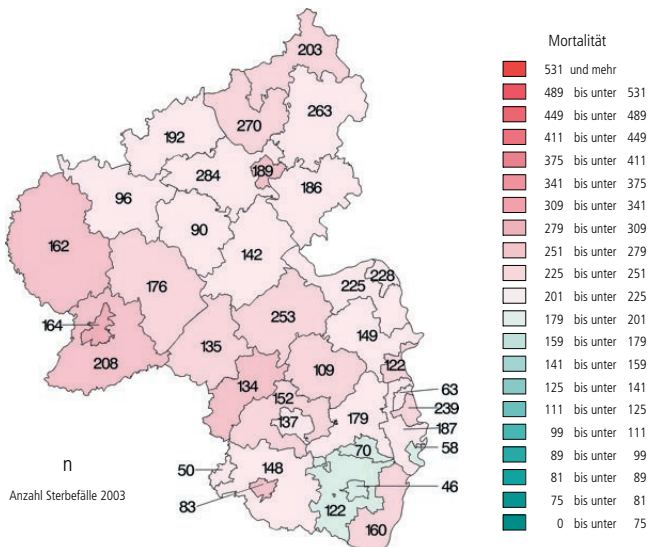 203
263
270
192
284
189
186
96
90
142
162
176
164
208
135
253
225
228
149
122
109
134
152
137
179
63
239
187
58
70
148
50
83
46
122
160
n
Anzahl Sterbefälle 2003
Mortalität
531 und mehr
489 bis unter 531
449 bis unter 489
411 bis unter 449
375 bis unter 411
341 bis unter 375
309 bis unter 341
279 bis unter 309
251 bis unter 279
225 bis unter 251
201 bis unter 225
179 bis unter 201
159 bis unter 179
141 bis unter 159
125 bis unter 141
111 bis unter 125
99 bis unter 111
89 bis unter 99
81 bis unter 89
75 bis unter 81
0 bis unter 75